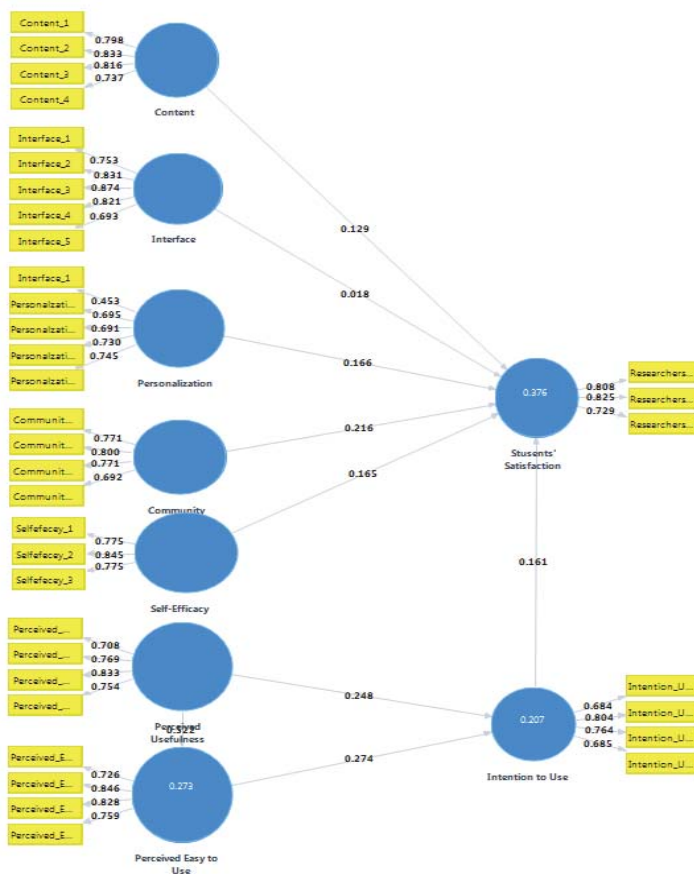 Content_1
Content_2
Content_3
Content_4
0.798
0.833
0.816
0.737
Content
Interface_1
Interface_2
Interface_3
Interface_4
Interface_5
0.753
0.831
0.874
0.821
0.693
Interface
Interface_1
Personalzati...
Personalzati...
Personalzati...
Personalzati...
0.453
0.695
0.691
0.730
0.745
Personalization
Communit...
Communit...
Communit...
Communit...
0.771
0.800
0.771
0.692
Community
Selfefecey_1
Selfefecey_2
Selfefecey_3
0.775
0.845
0.775
Self-Efficacy
Perceived_...
Perceived_...
Perceived_...
Perceived_...
0.708
0.769
0.833
0.754
Perceived
Usefulness
0.522
Perceived_E...
Perceived_E...
Perceived_E...
Perceived_E...
0.726
0.846
0.828
0.759
0.273
Perceived Easy to
Use
0.129
0.018
0.166
0.216
0.165
0.161
0.248
0.274
0.376
Stusents'
Satisfaction
0.808
0.825
0.729
Researchers...
Researchers...
Researchers...
0.207
Intention to Use
0.684
0.804
0.764
0.685
Intention_U...
Intention_U...
Intention_U...
Intention_U...